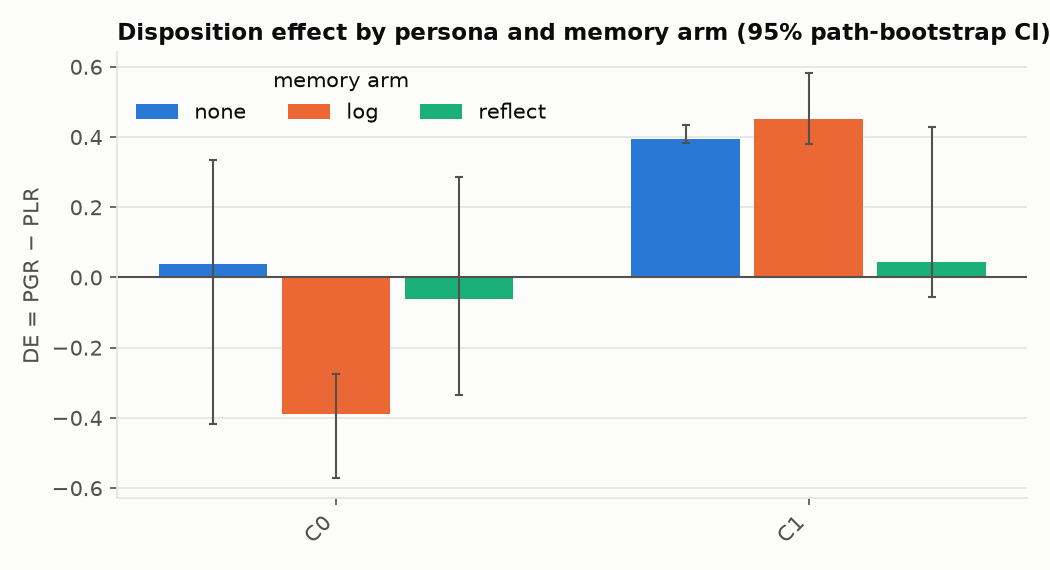 Disposition effect by persona and memory arm (95% path-bootstrap CI)
memory arm
none log reflect
DE = PGR − PLR
0.6
0.4
0.2
0.0
−0.2
−0.4
−0.6
C0 C1